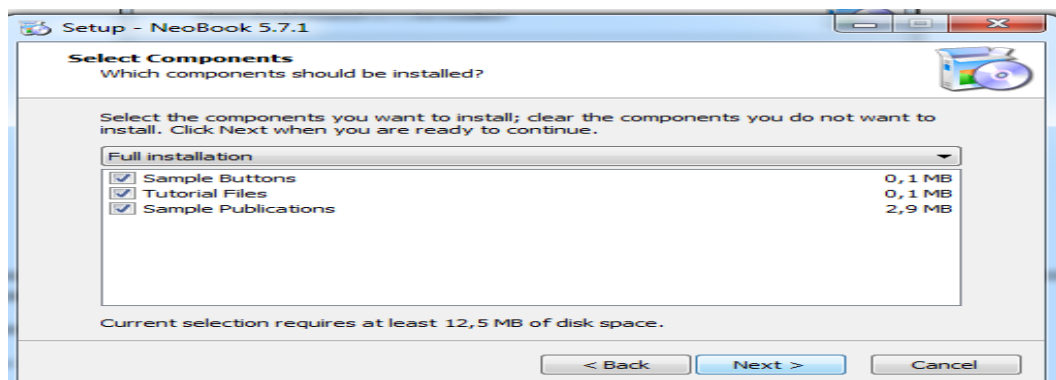 Setup - NeoBook 5.7.1
Select Components
Which components should be installed?
Select the components you want to install; clear the components you do not want to
install. Click Next when you are ready to continue.
Full installation
Sample Buttons 0,1 MB
Tutorial Files 0,1 MB
Sample Publications 2,9 MB
Current selection requires at least 12,5 MB of disk space.
< Back Next > Cancel